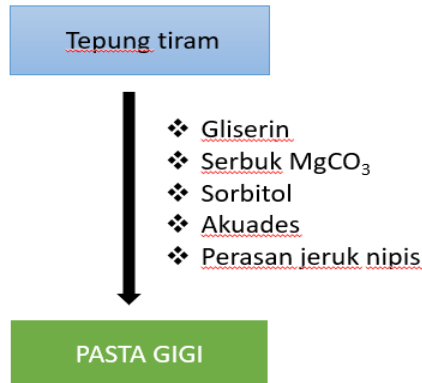 Tepung tiram
❖ Gliserin
❖ Serbuk MgCO₃
❖ Sorbitol
❖ Akuades
❖ Perasan jeruk nipis
PASTA GIGI